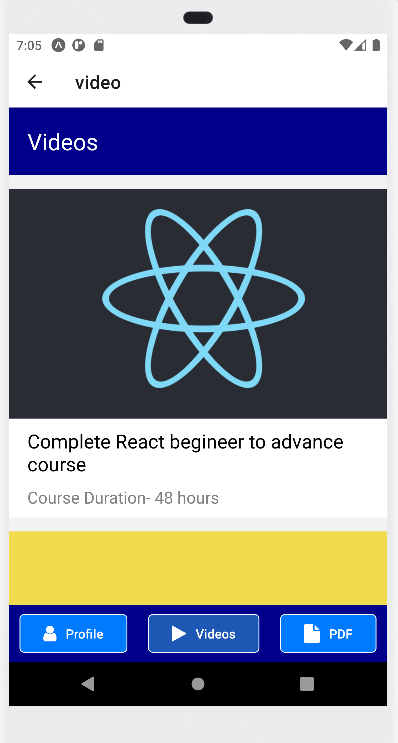 7:05
video
Videos
Complete React begineer to advance
course
Course Duration- 48 hours
Profile
Videos
PDF